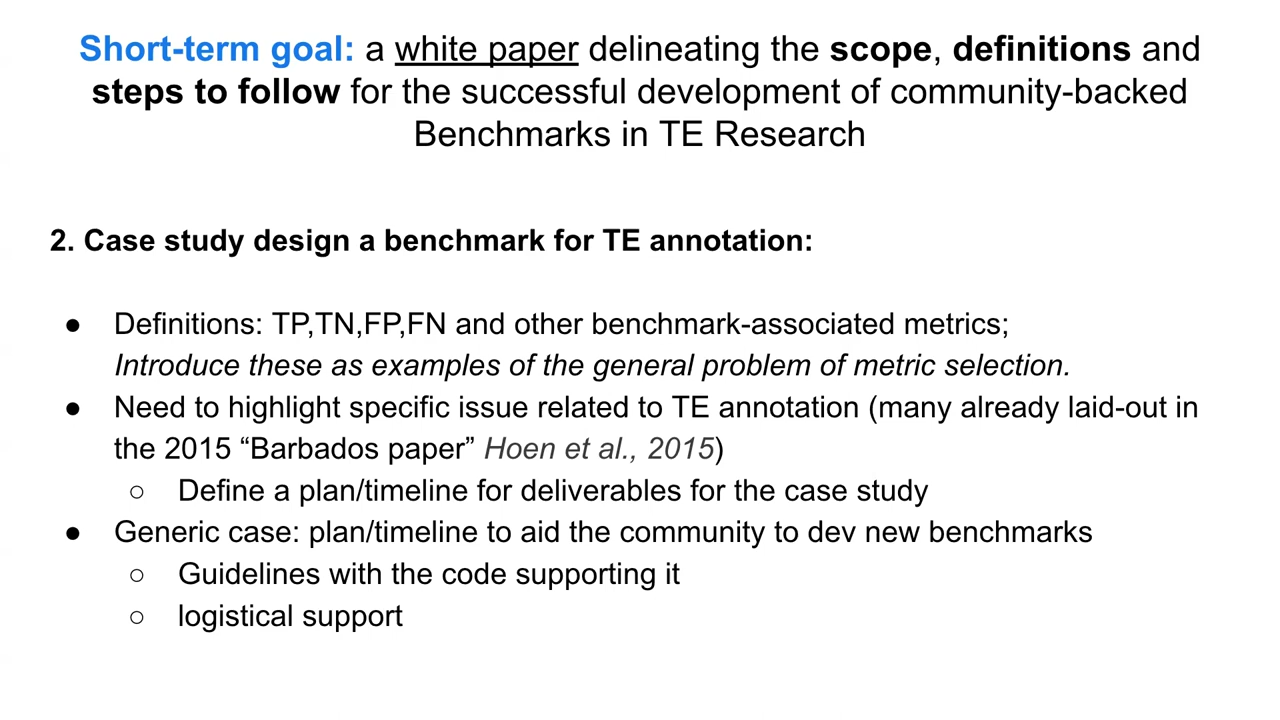 Short-term goal: a white paper delineating the scope, definitions and
steps to follow for the successful development of community-backed
Benchmarks in TE Research
2. Case study design a benchmark for TE annotation:
● Definitions: TP,TN,FP,FN and other benchmark-associated metrics;
Introduce these as examples of the general problem of metric selection.
● Need to highlight specific issue related to TE annotation (many already laid-out in
the 2015 “Barbados paper” Hoen et al., 2015)
○ Define a plan/timeline for deliverables for the case study
● Generic case: plan/timeline to aid the community to dev new benchmarks
○ Guidelines with the code supporting it
○ logistical support